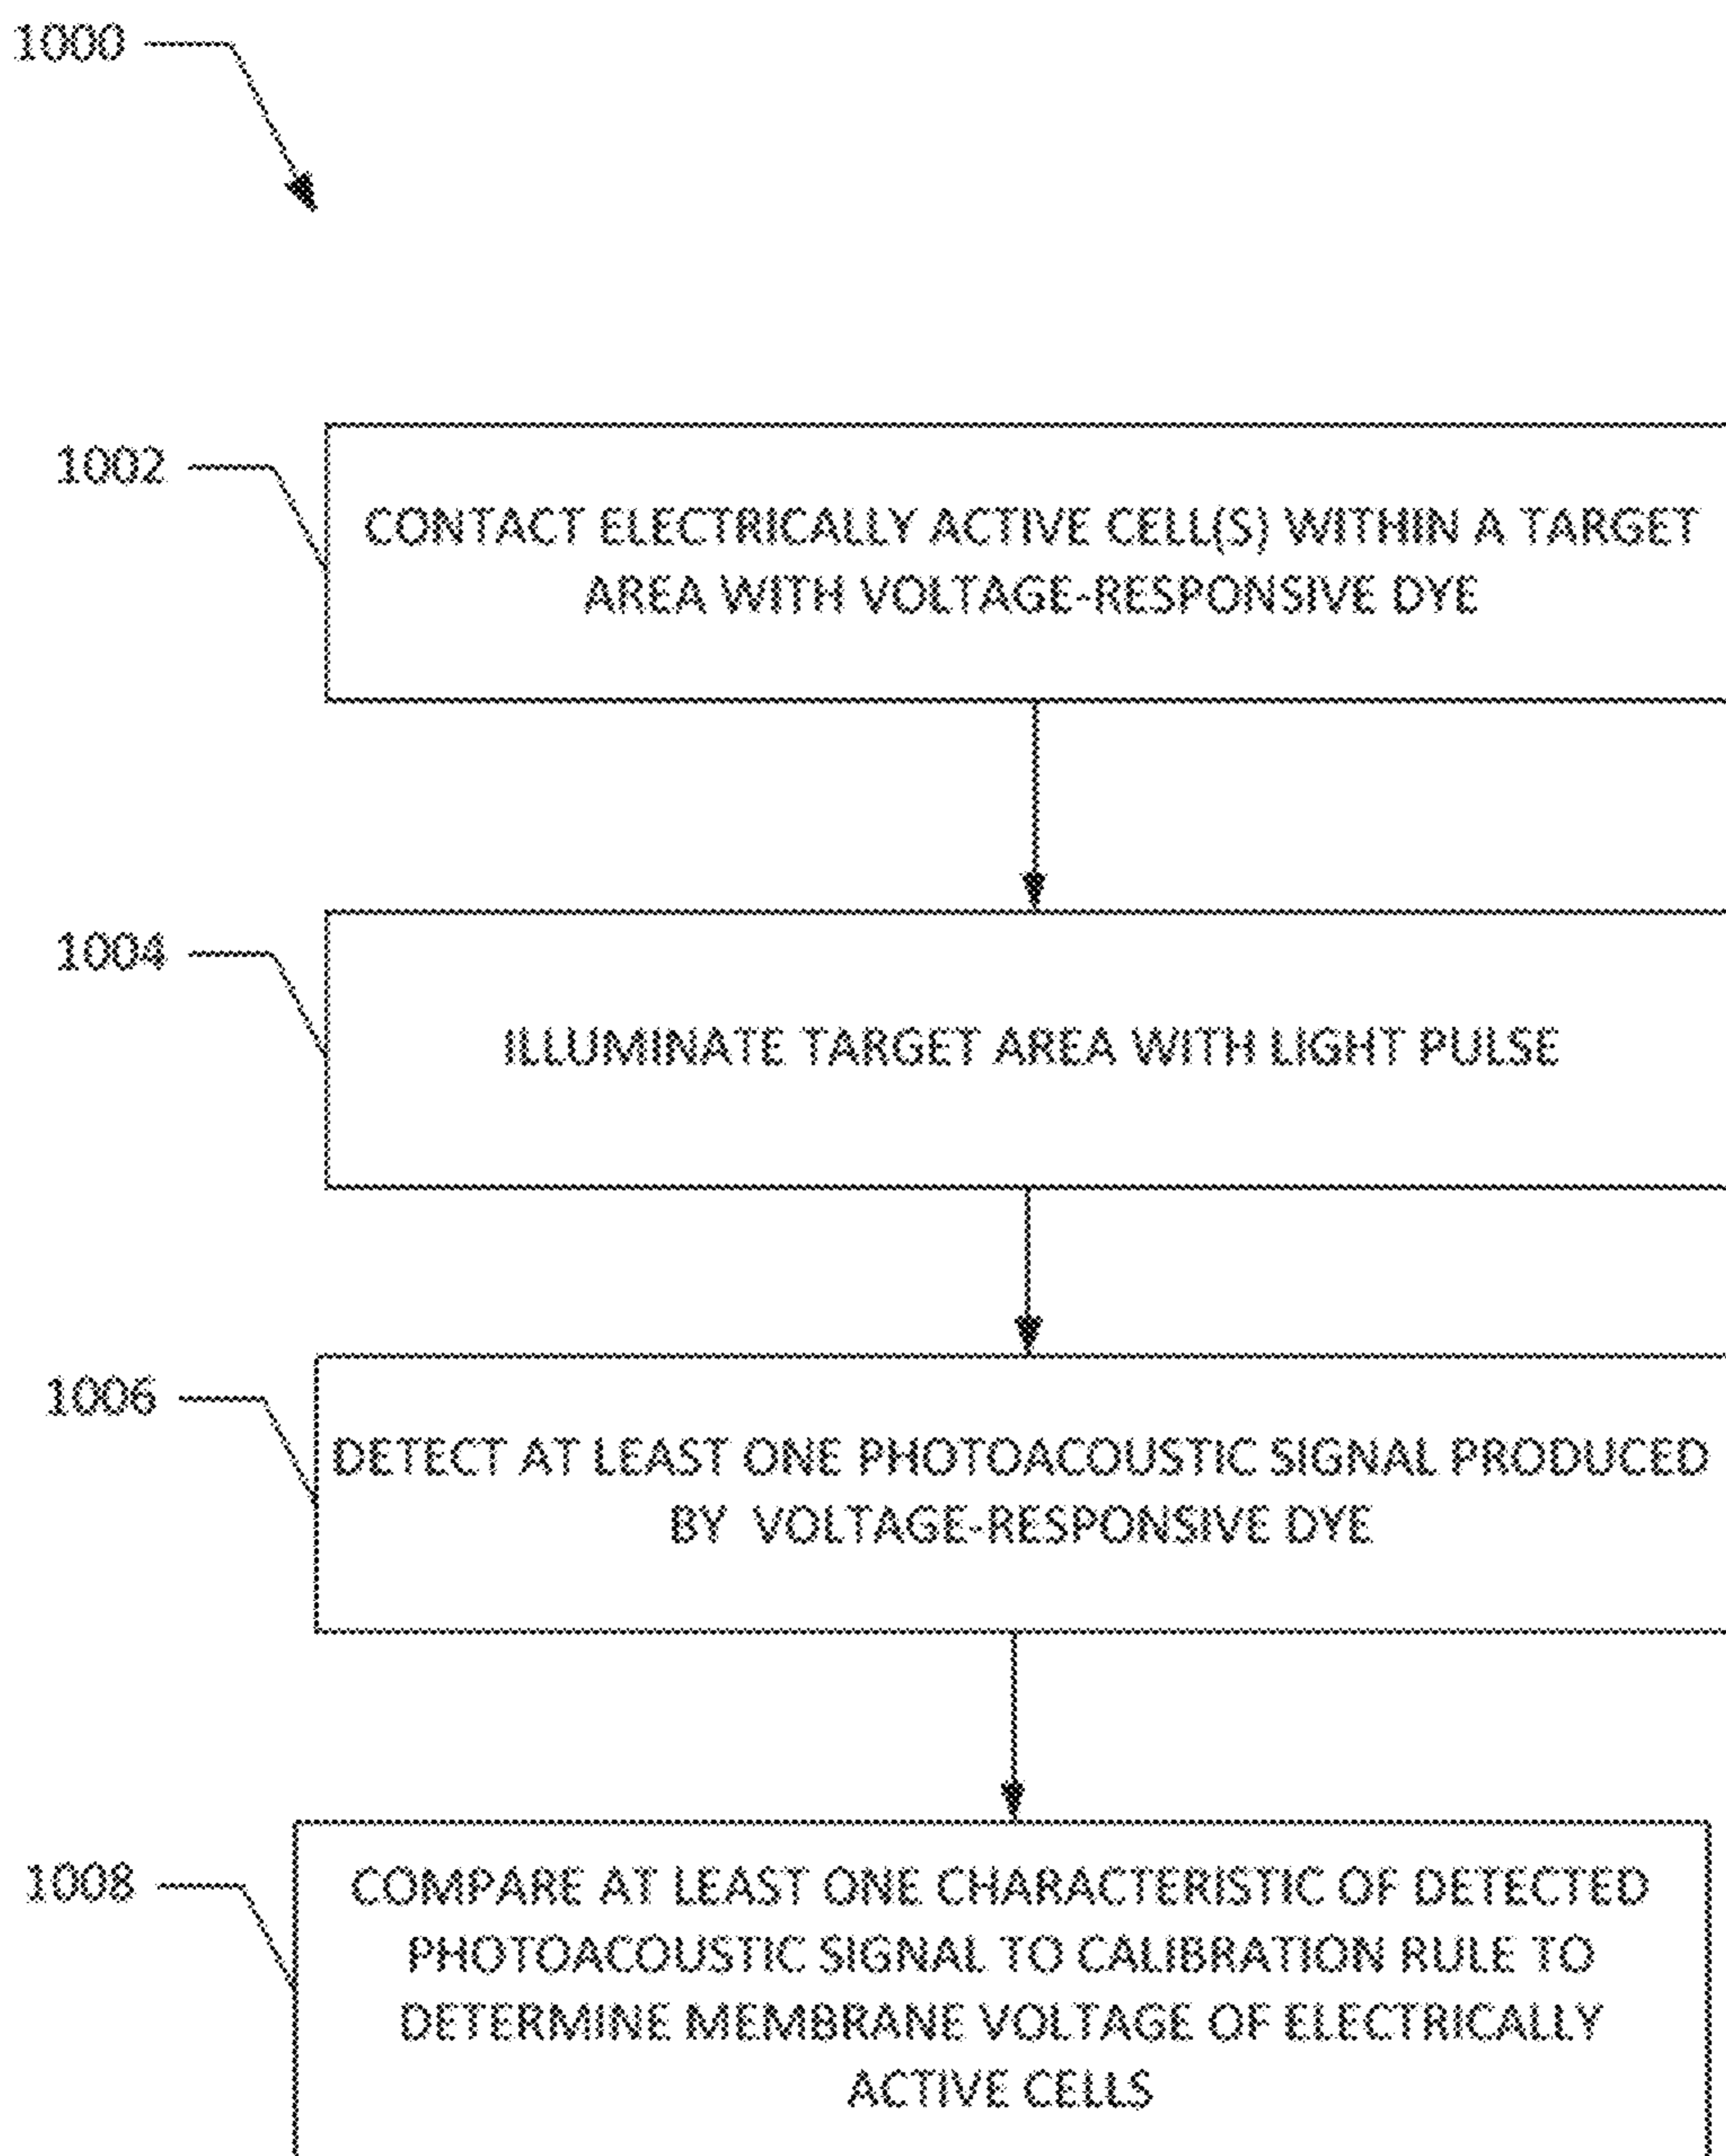 1000
1002
CONTACT ELECTRICALLY ACTIVE CELL(S) WITHIN A TARGET
AREA WITH VOLTAGE-RESPONSIVE DYE
1004
ILLUMINATE TARGET AREA WITH LIGHT PULSE
1006
DETECT AT LEAST ONE PHOTOACOUSTIC SIGNAL PRODUCED
BY VOLTAGE-RESPONSIVE DYE
1008
COMPARE AT LEAST ONE CHARACTERISTIC OF DETECTED
PHOTOACOUSTIC SIGNAL TO CALIBRATION RULE TO
DETERMINE MEMBRANE VOLTAGE OF ELECTRICALLY
ACTIVE CELLS